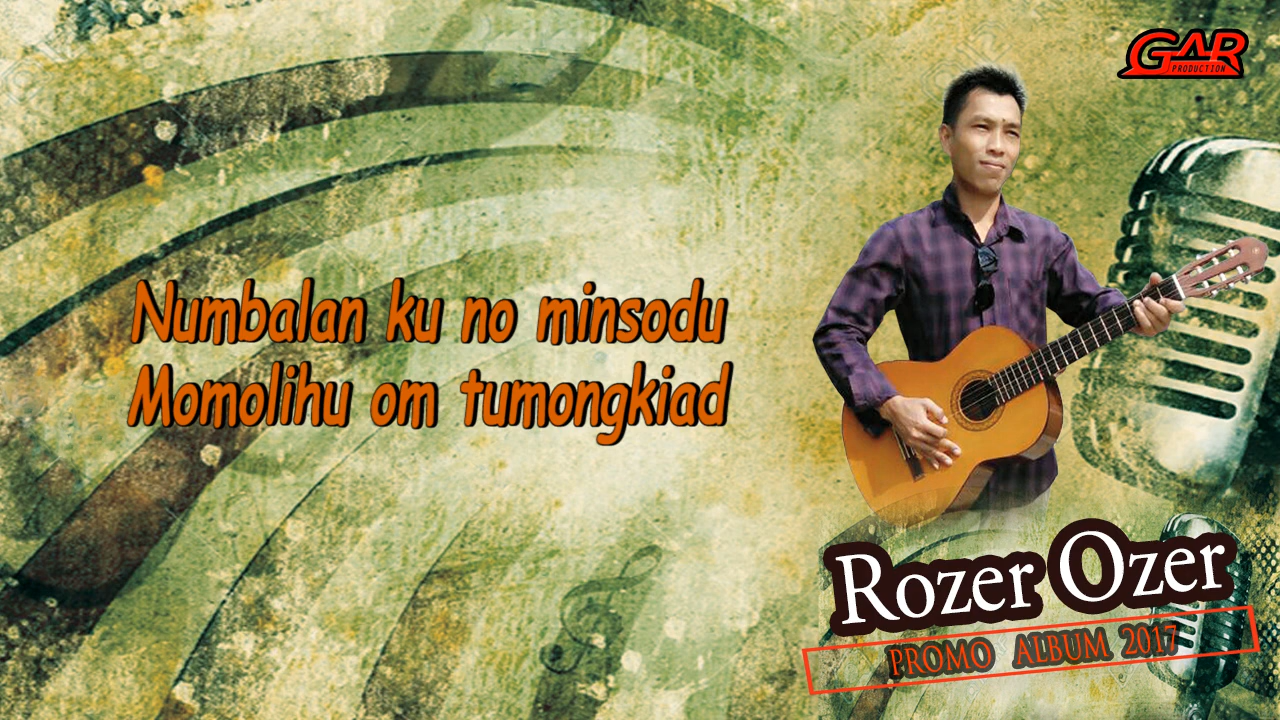 GAR
PRODUCTION
Numbalan ku no minsodu
Momolihu om tumongkiad
Rozer Ozer
PROMO ALBUM 2017